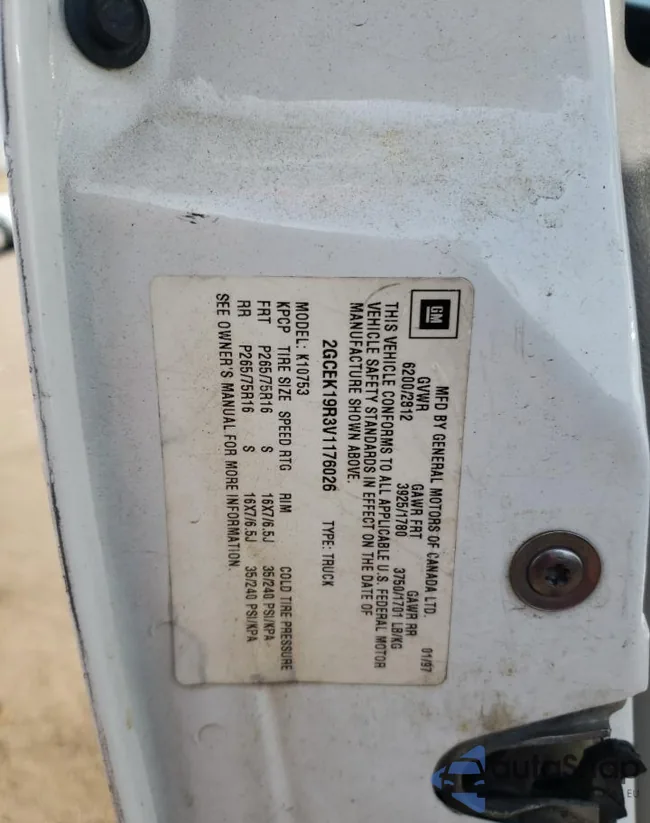 GM
MFD BY GENERAL MOTORS OF CANADA LTD.
01/97
GVWR GAWR FRT GAWR RR
6200/2812 3925/1780 3750/1701 LB/KG
THIS VEHICLE CONFORMS TO ALL APPLICABLE U.S. FEDERAL MOTOR
VEHICLE SAFETY STANDARDS IN EFFECT ON THE DATE OF
MANUFACTURE SHOWN ABOVE.
2GCEK19R3V1176026 TYPE: TRUCK
MODEL: K10753
KPCP TIRE SIZE SPEED RTG RIM COLD TIRE PRESSURE
FRT P265/75R16 S 16X7/6.5J 35/240 PSI/KPA
RR P265/75R16 S 16X7/6.5J 35/240 PSI/KPA
SEE OWNER'S MANUAL FOR MORE INFORMATION.
EU